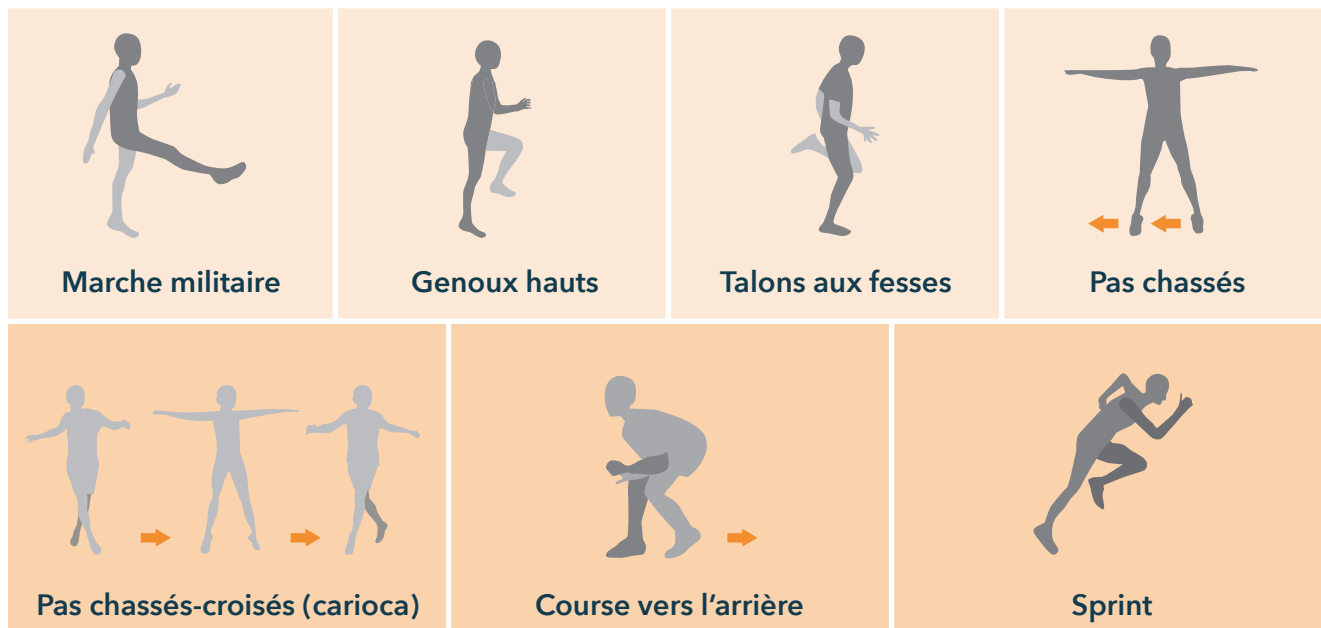 Marche militaire
Genoux hauts
Talons aux fesses
Pas chassés
Pas chassés-croisés (carioca)
Course vers l’arrière
Sprint